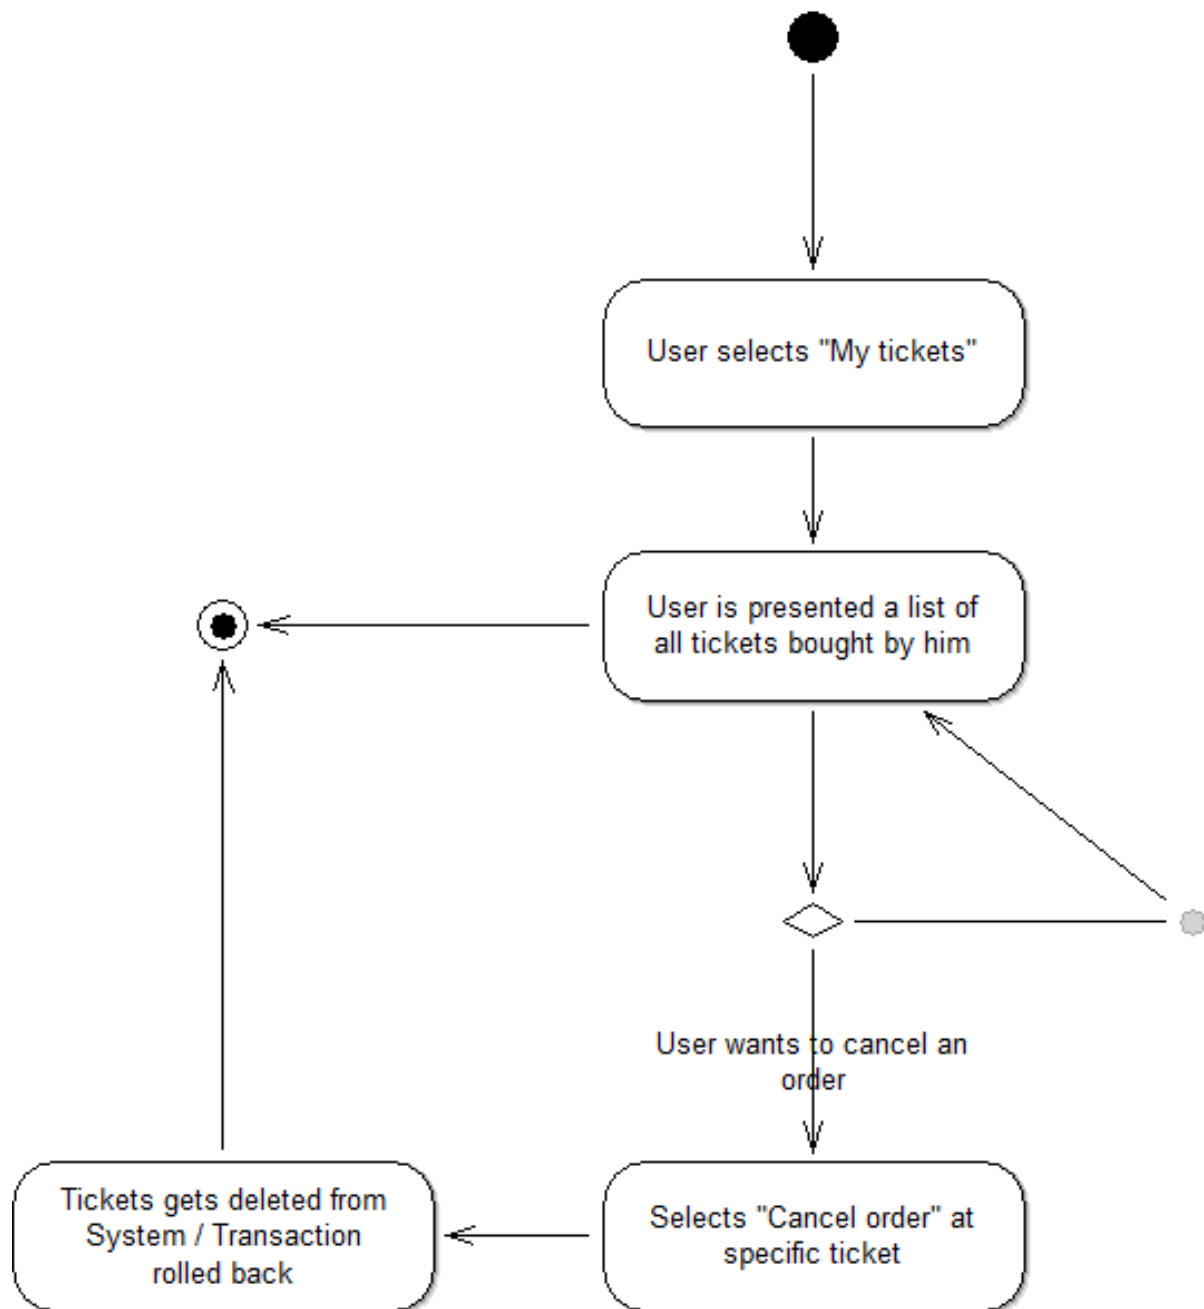 User selects "My tickets"
User is presented a list of
all tickets bought by him
User wants to cancel an
order
Tickets gets deleted from
System / Transaction
rolled back
Selects "Cancel order" at
specific ticket